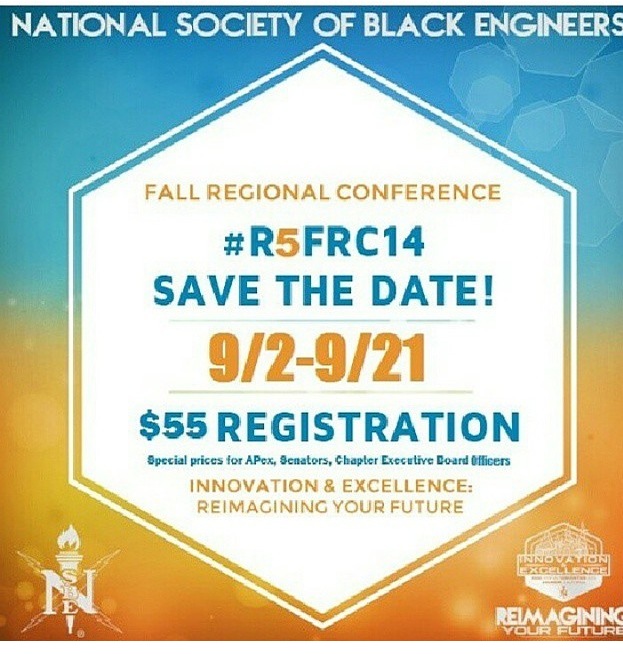 NATIONAL SOCIETY OF BLACK ENGINEERS
FALL REGIONAL CONFERENCE
#R5FRC14
SAVE THE DATE!
9/2-9/21
$55 REGISTRATION
Special prices for APex, Senators, Chapter Executive Board Officers
INNOVATION & EXCELLENCE:
REIMAGINING YOUR FUTURE
NSBE
®
INNOVATION
EXCELLENCE
REIMAGINING
YOUR FUTURE